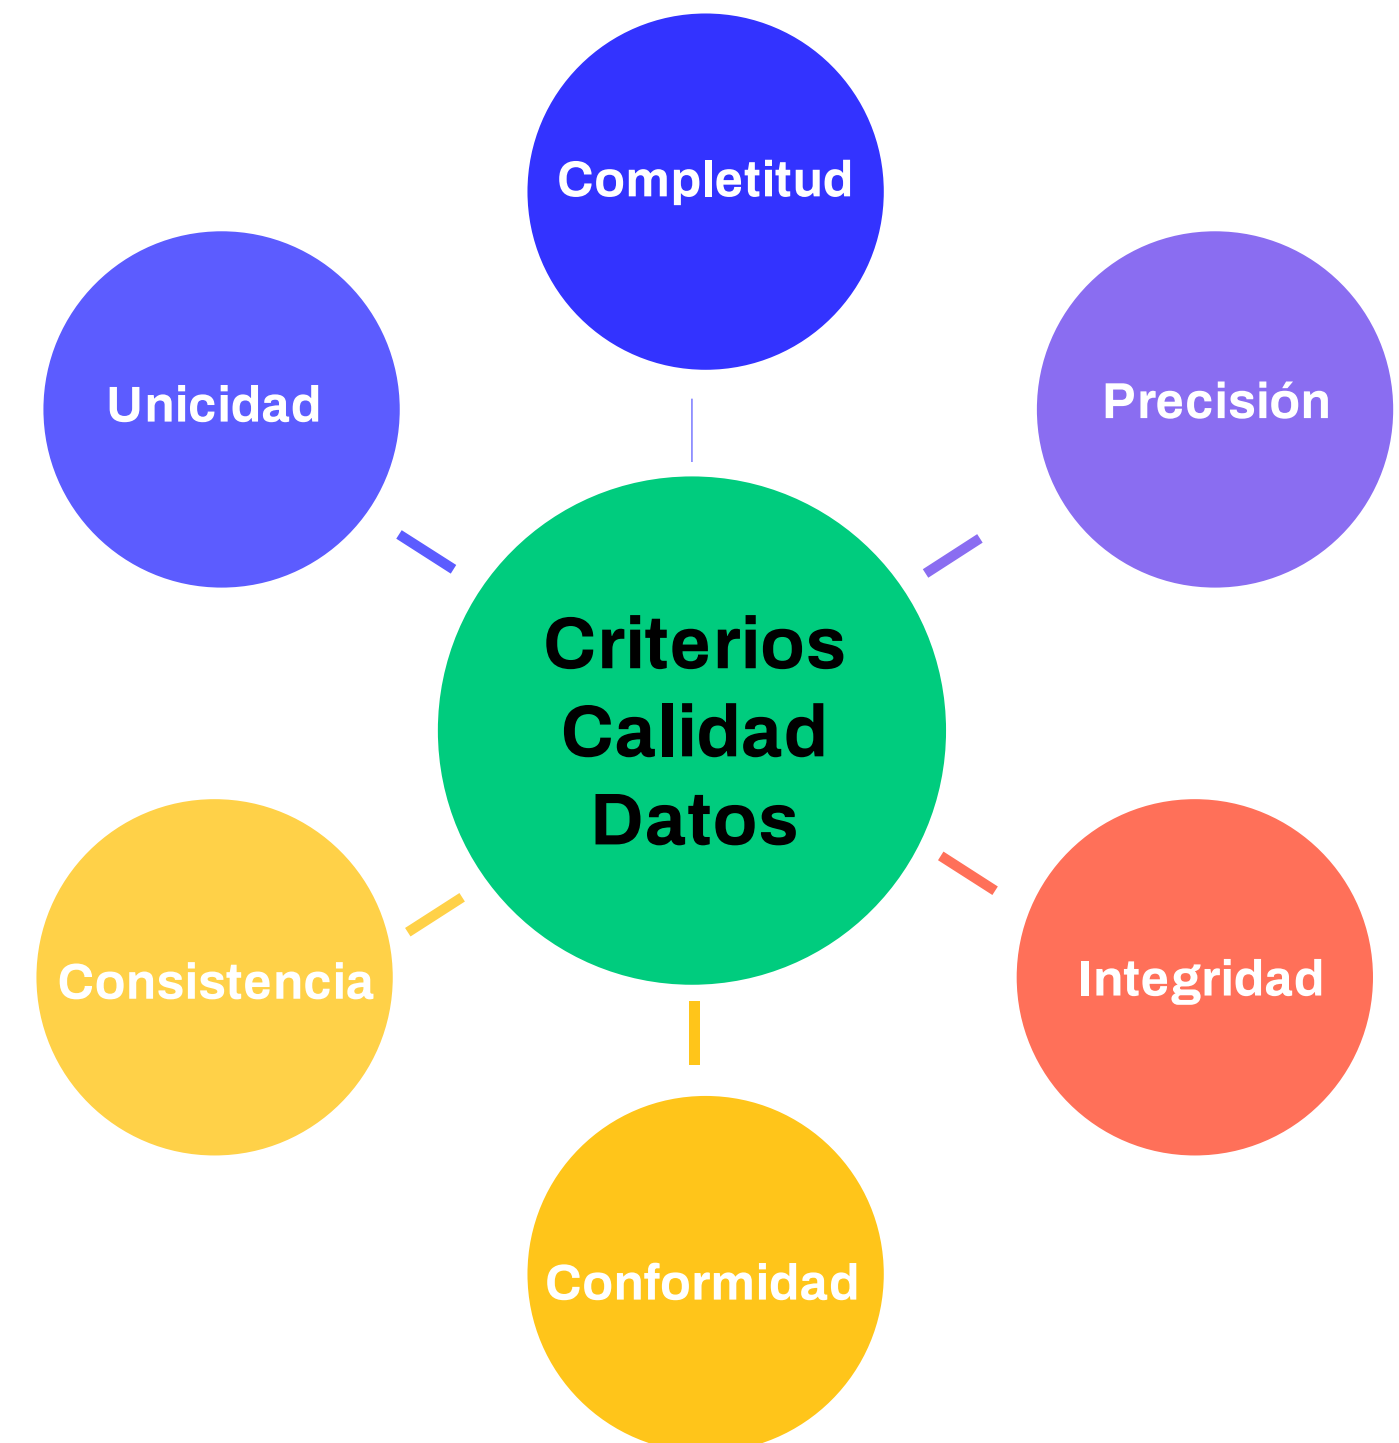 Completitud
Unicidad
Precisión
Criterios
Calidad
Datos
Consistencia
Integridad
Conformidad